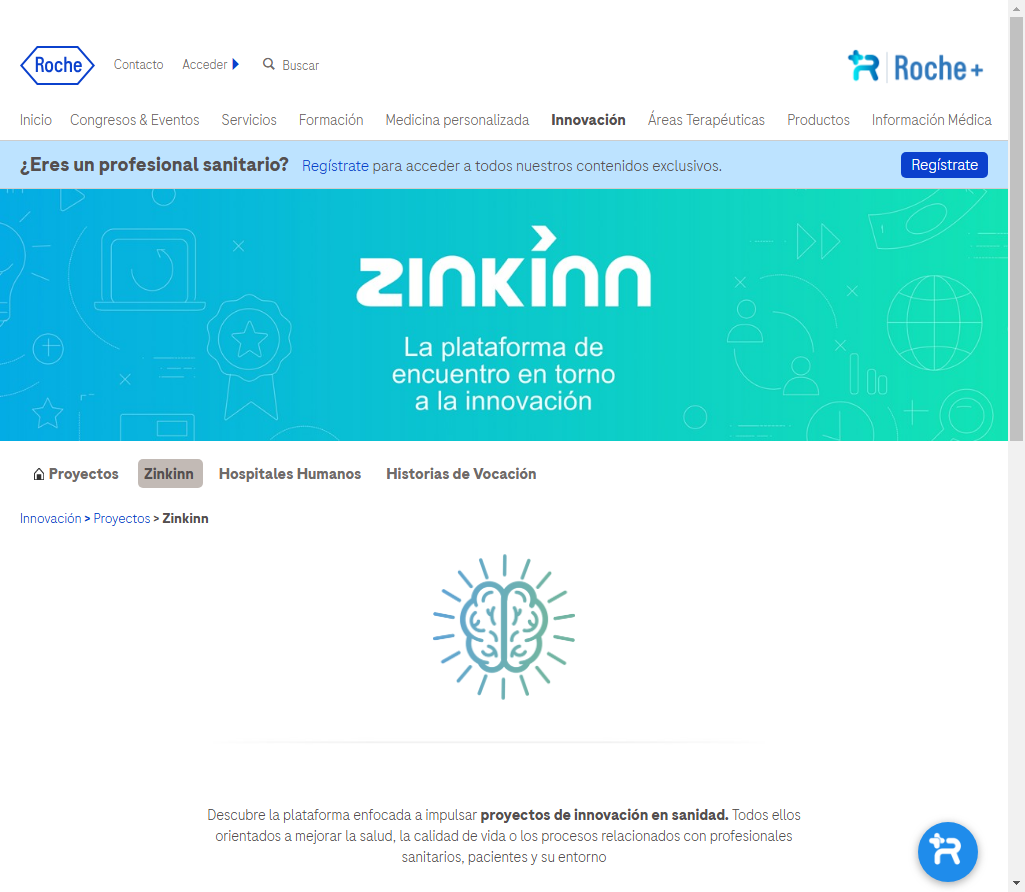 Roche
Contacto
Acceder
Buscar
Roche+
Inicio
Congresos & Eventos
Servicios
Formación
Medicina personalizada
Innovación
Áreas Terapéuticas
Productos
Información Médica
¿Eres un profesional sanitario? Regístrate para acceder a todos nuestros contenidos exclusivos.
Regístrate
zınkınn
La plataforma de
encuentro en torno
a la innovación
Proyectos
Zinkinn
Hospitales Humanos
Historias de Vocación
Innovación > Proyectos > Zinkinn
Descubre la plataforma enfocada a impulsar proyectos de innovación en sanidad. Todos ellos
orientados a mejorar la salud, la calidad de vida o los procesos relacionados con profesionales
sanitarios, pacientes y su entorno